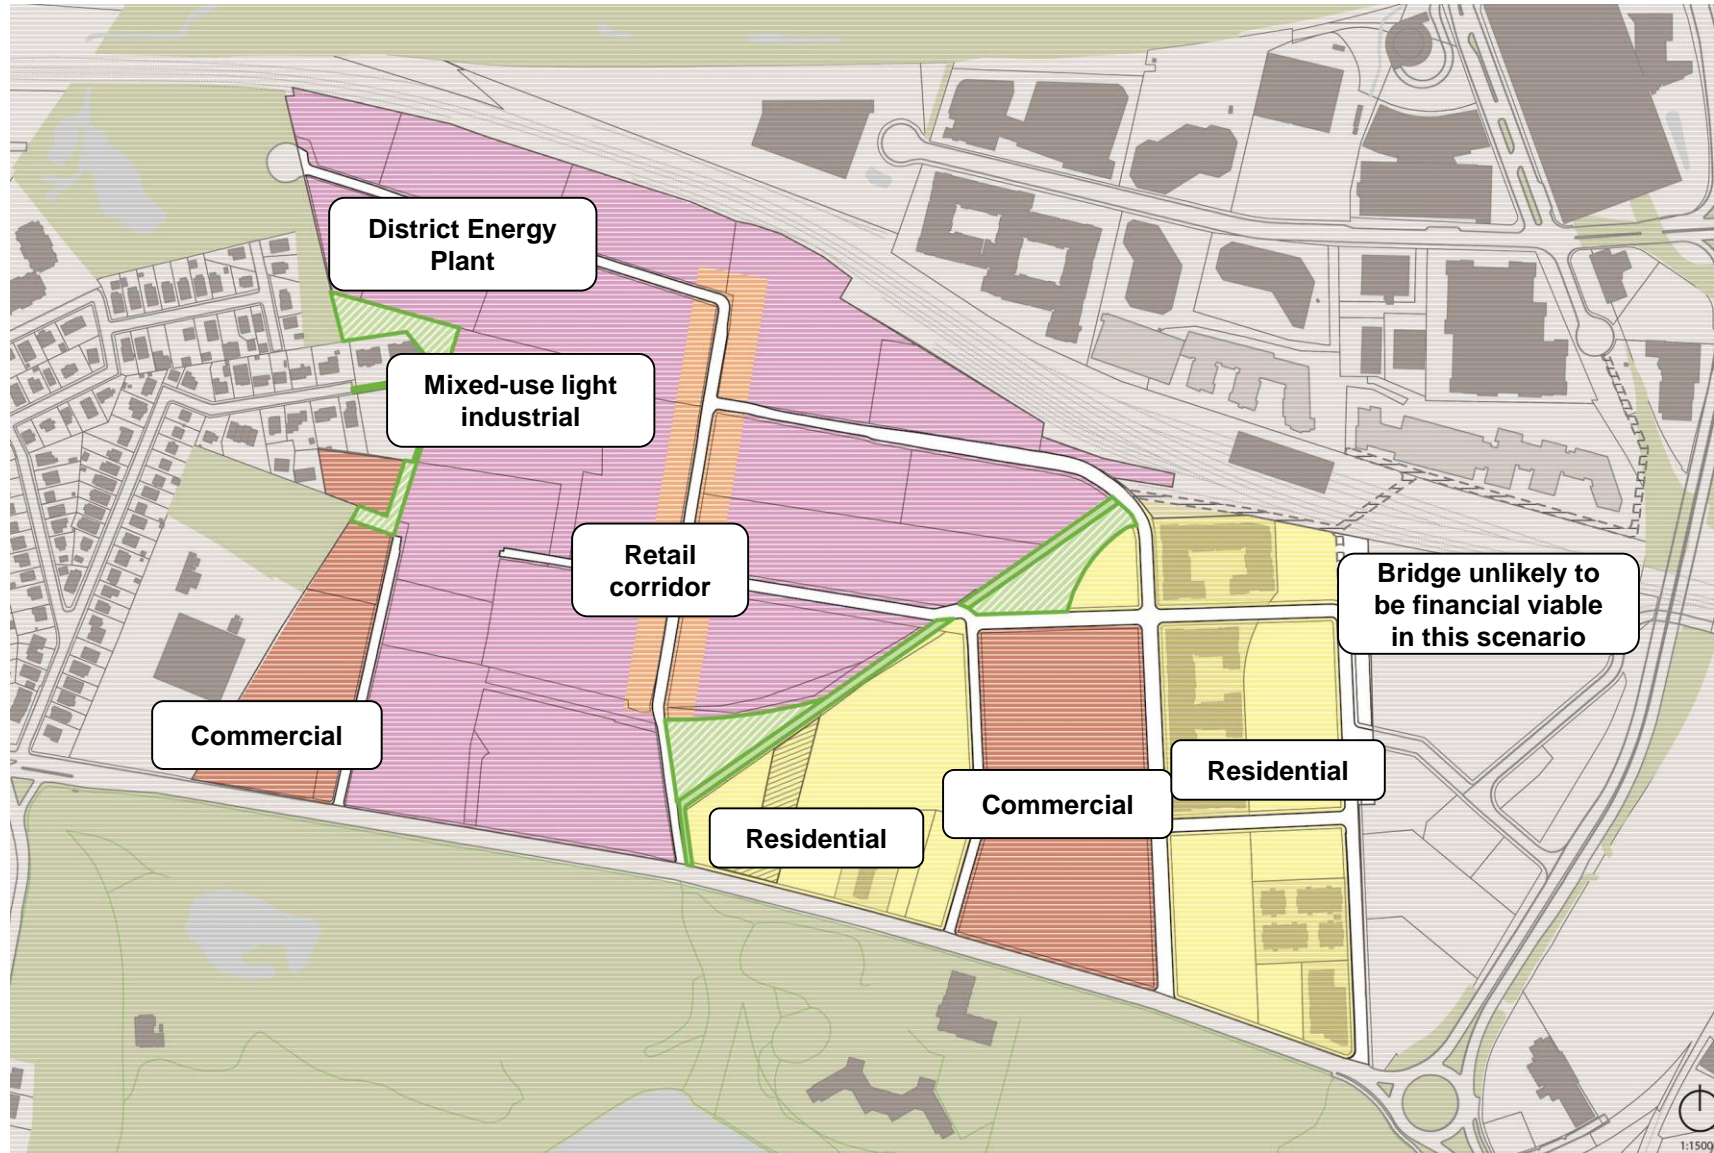 District Energy
Plant
Mixed-use light
industrial
Retail
corridor
Bridge unlikely to
be financial viable
in this scenario
Commercial
Residential
Commercial
Residential
1:1500